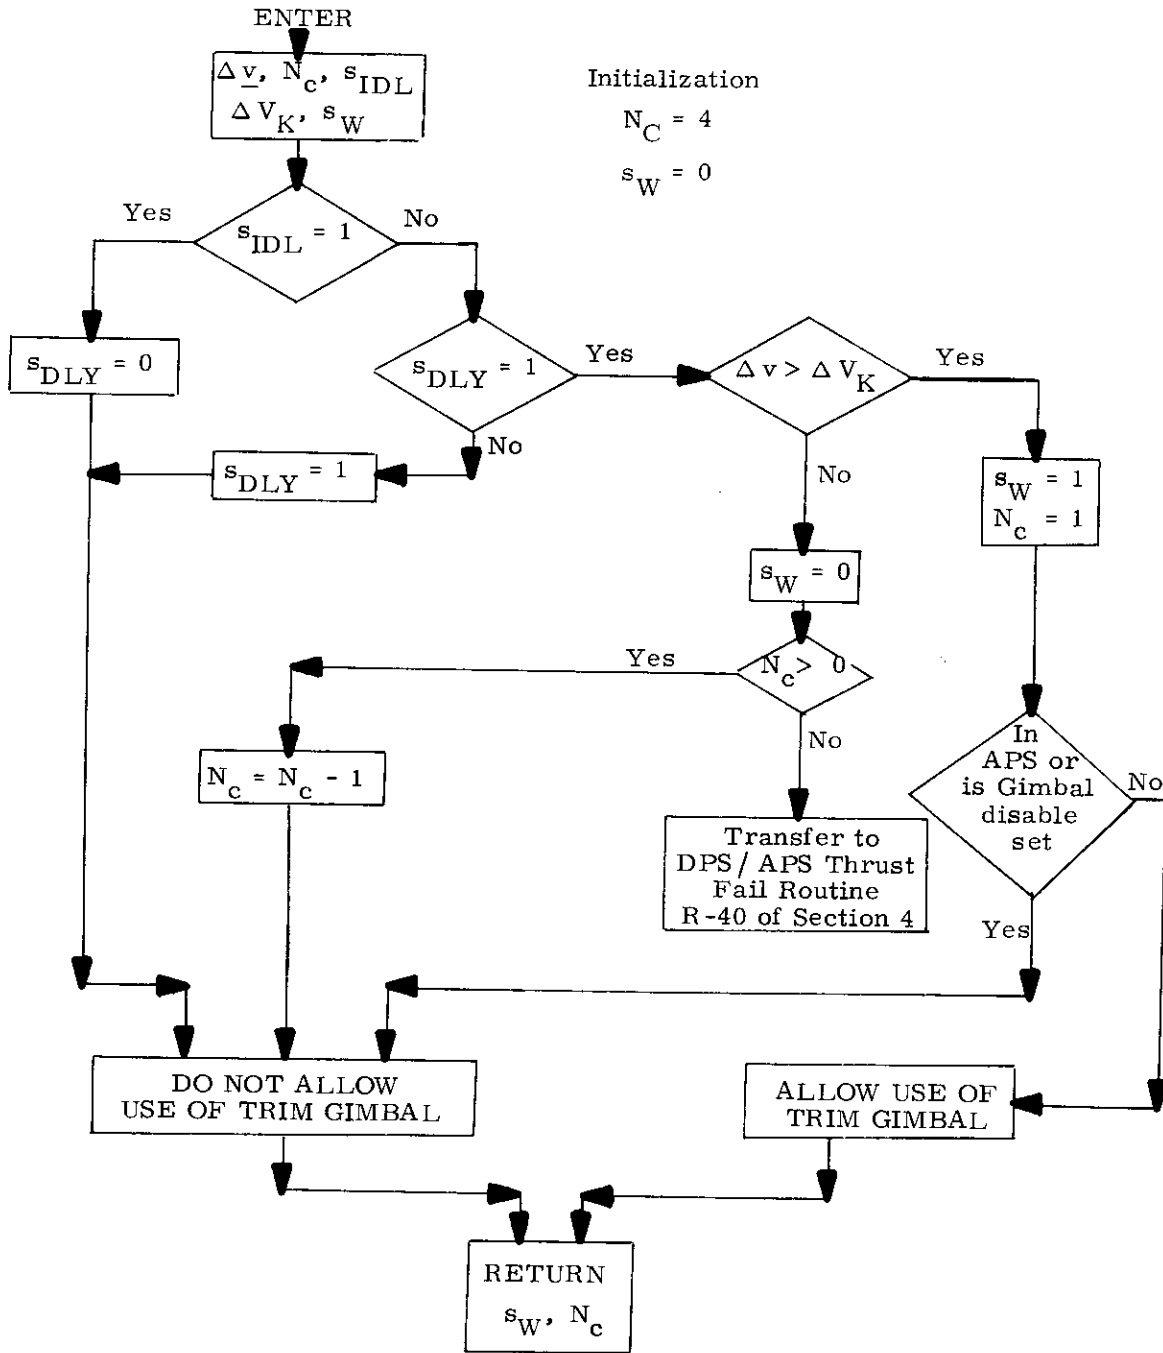 ENTER
Δv, N_c, s_IDL
ΔV_K, s_W
Initialization
N_C = 4
s_W = 0
Yes
s_IDL = 1
No
s_DLY = 0
s_DLY = 1
Yes
Δv > ΔV_K
Yes
No
s_DLY = 1
No
s_W = 1
N_c = 1
s_W = 0
Yes
N_c > 0
No
N_c = N_c - 1
In
APS or
is Gimbal
disable
set
No
Transfer to
DPS / APS Thrust
Fail Routine
R-40 of Section 4
Yes
DO NOT ALLOW
USE OF TRIM GIMBAL
ALLOW USE OF
TRIM GIMBAL
RETURN
s_W, N_c